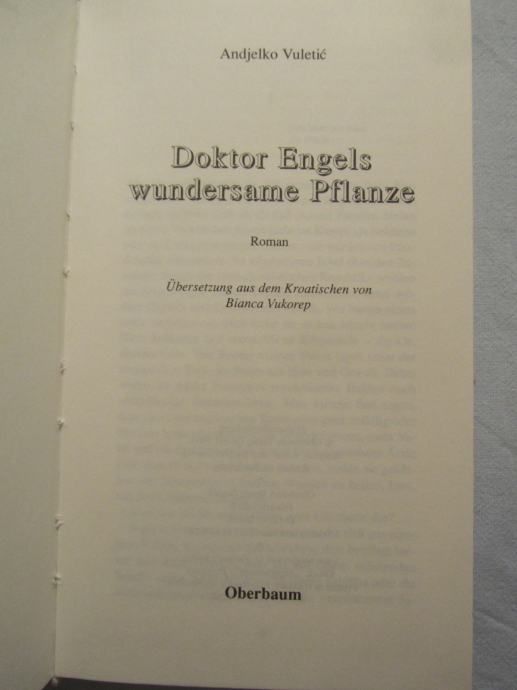 Andjelko Vuletić
Doktor Engels
wundersame Pflanze
Roman
Übersetzung aus dem Kroatischen von
Bianca Vukorep
Oberbaum